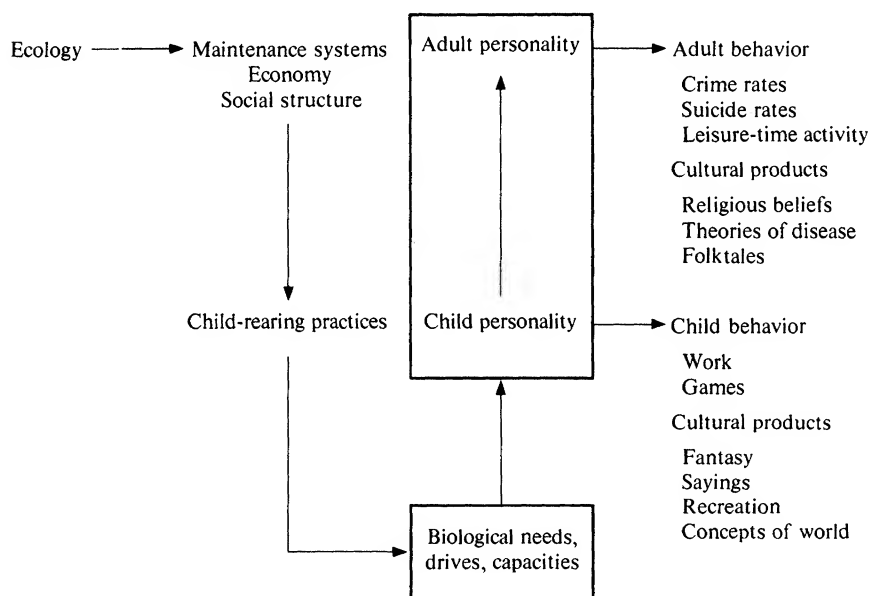 Ecology
Maintenance systems
Economy
Social structure
Child-rearing practices
Adult personality
Child personality
Biological needs,
drives, capacities
Adult behavior
Crime rates
Suicide rates
Leisure-time activity
Cultural products
Religious beliefs
Theories of disease
Folktales
Child behavior
Work
Games
Cultural products
Fantasy
Sayings
Recreation
Concepts of world